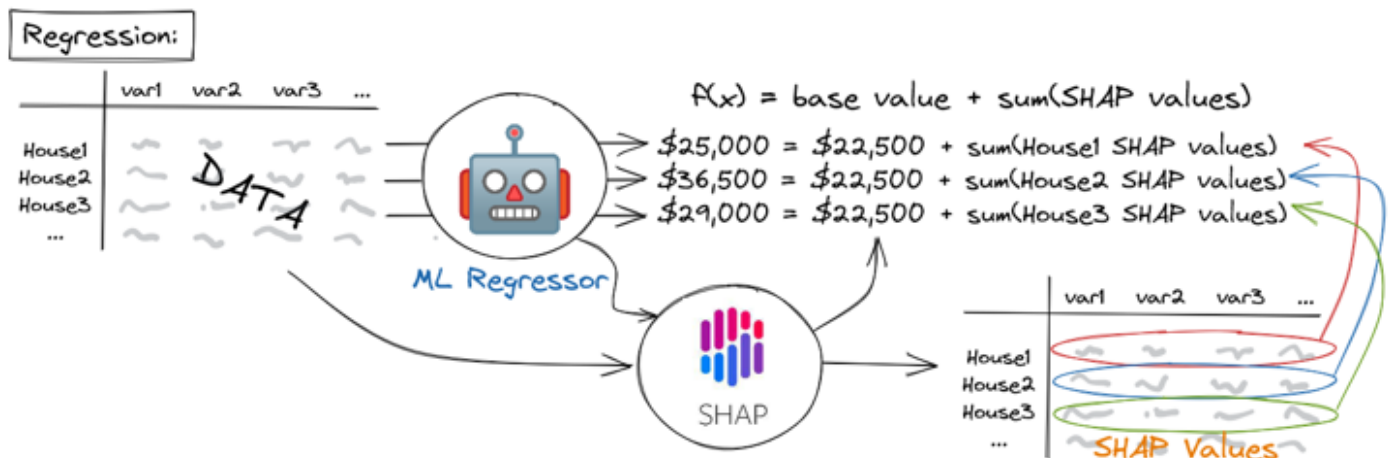 Regression:
var1 var2 var3 ...
House1
House2
House3
...
DATA
ML Regressor
f(x) = base value + sum(SHAP values)
$25,000 = $22,500 + sum(House1 SHAP values)
$36,500 = $22,500 + sum(House2 SHAP values)
$29,000 = $22,500 + sum(House3 SHAP values)
SHAP
var1 var2 var3 ...
House1
House2
House3
...
SHAP Values